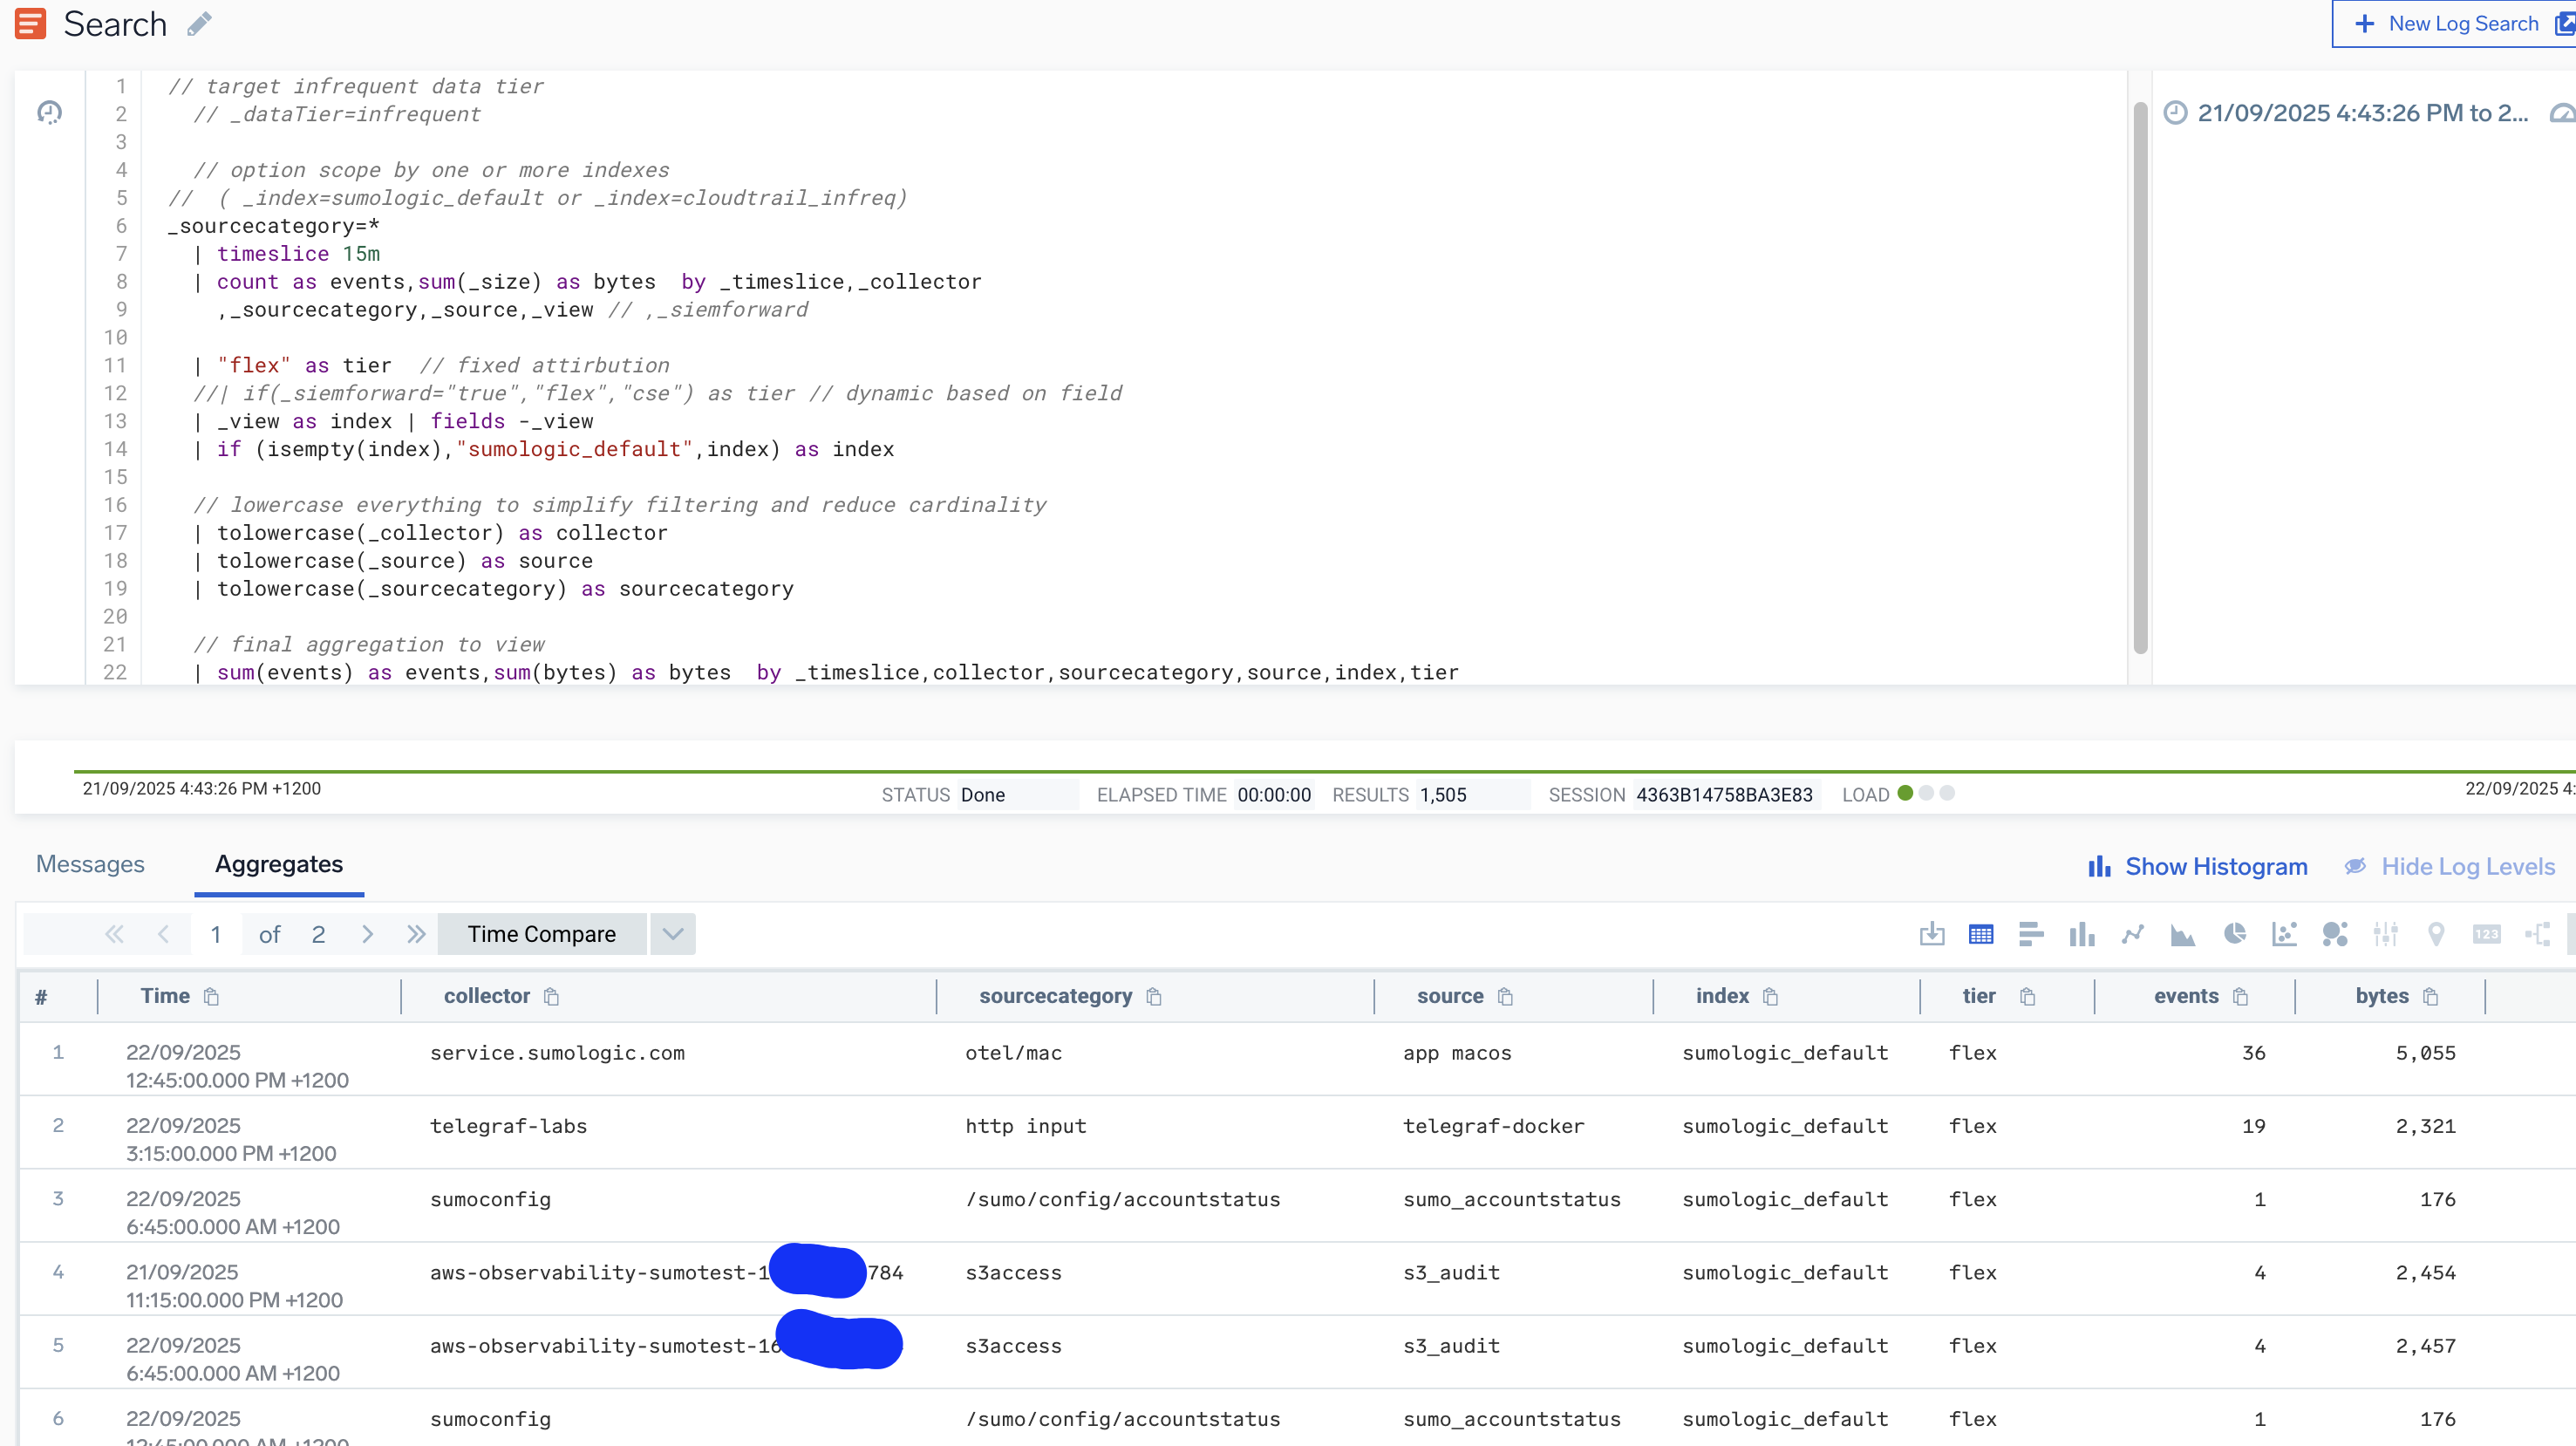 Search
+ New Log Search
1 // target infrequent data tier
2 // _dataTier=infrequent
3
4 // option scope by one or more indexes
5 // ( _index=sumologic_default or _index=cloudtrail_infreq)
6 _sourcecategory=*
7 | timeslice 15m
8 | count as events,sum(_size) as bytes by _timeslice,_collector
9 ,_sourcecategory,_source,_view // ,_siemforward
10
11 | "flex" as tier // fixed attirbution
12 //| if(_siemforward="true","flex","cse") as tier // dynamic based on field
13 | _view as index | fields -_view
14 | if (isempty(index),"sumologic_default",index) as index
15
16 // lowercase everything to simplify filtering and reduce cardinality
17 | tolowercase(_collector) as collector
18 | tolowercase(_source) as source
19 | tolowercase(_sourcecategory) as sourcecategory
20
21 // final aggregation to view
22 | sum(events) as events,sum(bytes) as bytes by _timeslice,collector,sourcecategory,source,index,tier
21/09/2025 4:43:26 PM to 2...
21/09/2025 4:43:26 PM +1200
STATUS Done ELAPSED TIME 00:00:00 RESULTS 1,505 SESSION 4363B14758BA3E83 LOAD
22/09/2025 4:
Messages Aggregates Show Histogram Hide Log Levels
1 of 2 Time Compare 123
# Time collector sourcecategory source index tier events bytes
1 22/09/2025 service.sumologic.com otel/mac app macos sumologic_default flex 36 5,055
12:45:00.000 PM +1200
2 22/09/2025 telegraf-labs http input telegraf-docker sumologic_default flex 19 2,321
3:15:00.000 PM +1200
3 22/09/2025 sumoconfig /sumo/config/accountstatus sumo_accountstatus sumologic_default flex 1 176
6:45:00.000 AM +1200
4 21/09/2025 aws-observability-sumotest-1 784 s3access s3_audit sumologic_default flex 4 2,454
11:15:00.000 PM +1200
5 22/09/2025 aws-observability-sumotest-16 s3access s3_audit sumologic_default flex 4 2,457
6:45:00.000 AM +1200
6 22/09/2025 sumoconfig /sumo/config/accountstatus sumo_accountstatus sumologic_default flex 1 176
12:45:00.000 AM +1200